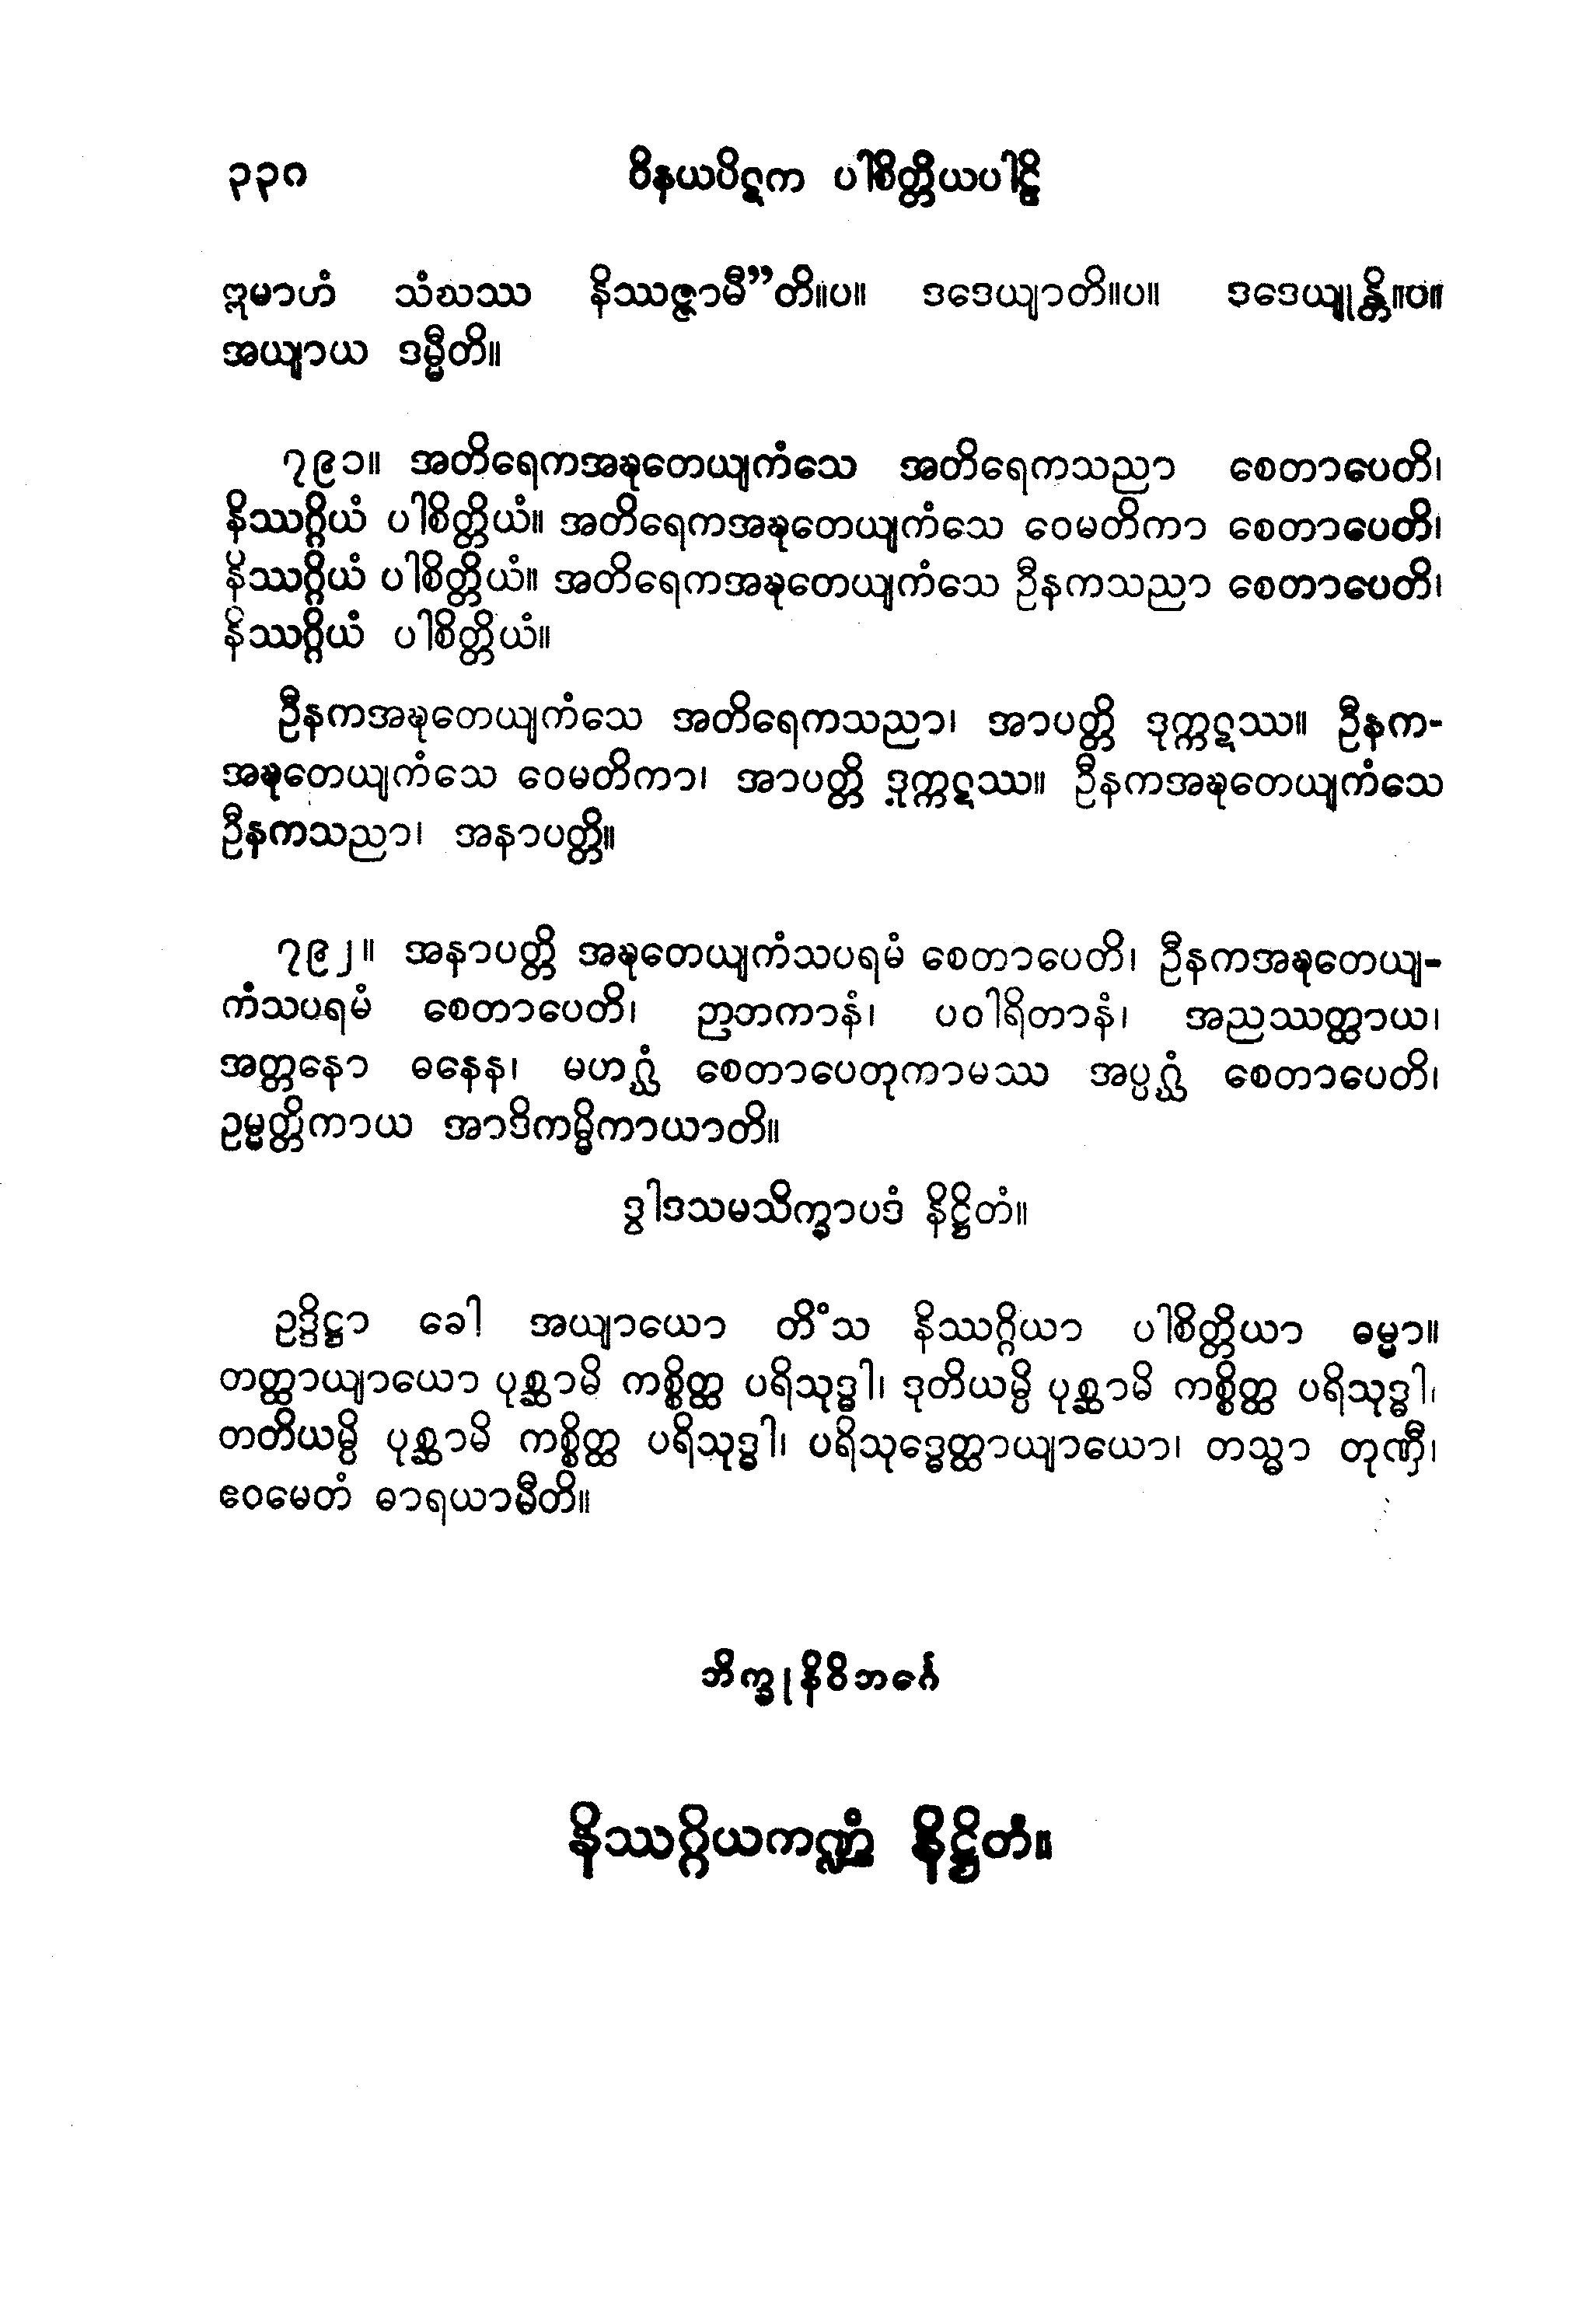 ၃၃၀ ဝိနယပိဋက ပါစိတ္တိယပါဠိ
ဣမာဟံ သံဃဿ နိဿဇ္ဇာမီ”တိ။ပ။ ဒဒေယျာတိ။ပ။ ဒဒေယျုန္တိ။ပ။
အယျာယ ဒမ္မီတိ။
၇၉၁။ အတိရေကအဍ္ဎတေယျကံသေ အတိရေကသညာ စေတာပေတိ၊
နိဿဂ္ဂိယံ ပါစိတ္တိယံ။ အတိရေကအဍ္ဎတေယျကံသေ ဝေမတိကာ စေတာပေတိ၊
နိဿဂ္ဂိယံ ပါစိတ္တိယံ။ အတိရေကအဍ္ဎတေယျကံသေ ဦနကသညာ စေတာပေတိ၊
နိဿဂ္ဂိယံ ပါစိတ္တိယံ။
ဦနကအဍ္ဎတေယျကံသေ အတိရေကသညာ၊ အာပတ္တိ ဒုက္ကဋဿ။ ဦနက-
အဍ္ဎတေယျကံသေ ဝေမတိကာ၊ အာပတ္တိ ဒုက္ကဋဿ။ ဦနကအဍ္ဎတေယျကံသေ
ဦနကသညာ၊ အနာပတ္တိ။
၇၉၂။ အနာပတ္တိ အဍ္ဎတေယျကံသပရမံ စေတာပေတိ၊ ဦနကအဍ္ဎတေယျ-
ကံသပရမံ စေတာပေတိ၊ ဉာတကာနံ၊ ပဝါရိတာနံ၊ အညဿတ္ထာယ၊
အတ္တနော ဓနေန၊ မဟဂ္ဃံ စေတာပေတုကာမဿ အပ္ပဂ္ဃံ စေတာပေတိ၊
ဥမ္မတ္တိကာယ အာဒိကမ္မိကာယာတိ။
ဒွါဒသမသိက္ခာပဒံ နိဋ္ဌိတံ။
ဥဒ္ဒိဋ္ဌာ ခေါ အယျာယော တိံသ နိဿဂ္ဂိယာ ပါစိတ္တိယာ ဓမ္မာ။
တတ္ထာယျာယော ပုစ္ဆာမိ ကစ္စိတ္ထ ပရိသုဒ္ဓါ၊ ဒုတိယမ္ပိ ပုစ္ဆာမိ ကစ္စိတ္ထ ပရိသုဒ္ဓါ၊
တတိယမ္ပိ ပုစ္ဆာမိ ကစ္စိတ္ထ ပရိသုဒ္ဓါ၊ ပရိသုဒ္ဓေတ္ထာယျာယော၊ တသ္မာ တုဏှီ၊
ဧဝမေတံ ဓာရယာမီတိ။
ဘိက္ခုနိဝိဘင်္ဂေ
နိဿဂ္ဂိယကဏ္ဍံ နိဋ္ဌိတံ။